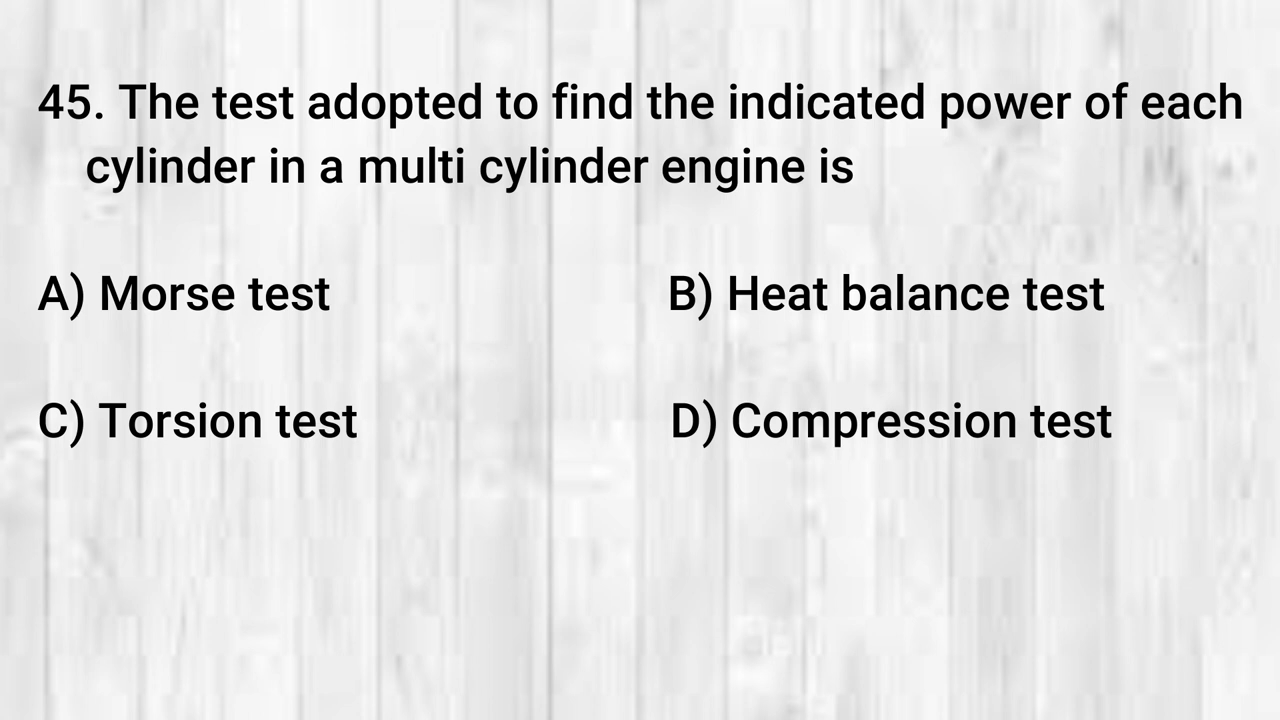 45. The test adopted to find the indicated power of each
cylinder in a multi cylinder engine is
A) Morse test B) Heat balance test
C) Torsion test D) Compression test